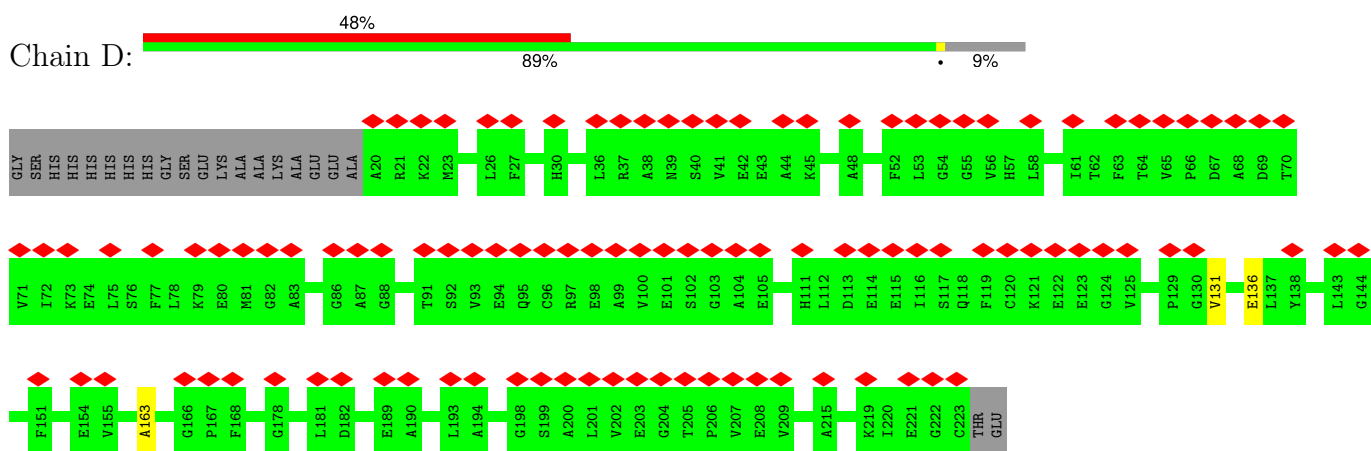 48%
Chain D:
89% • 9%
GLY SER HIS HIS HIS HIS HIS HIS GLY SER GLU LYS ALA ALA LYS ALA GLU GLU ALA A20 R21 K22 M23 L26 F27 H30 L36 R37 A38 N39 S40 V41 E42 E43 A44 K45 A48 F52 L53 G54 G55 V56 H57 L58 I61 T62 F63 T64 V65 P66 D67 A68 D69 T70
V71 I72 K73 E74 L75 S76 F77 L78 K79 E80 M81 G82 A83 G86 A87 G88 T91 S92 V93 E94 Q95 C96 R97 E98 A99 V100 E101 S102 G103 A104 E105 H111 L112 D113 E114 E115 I116 S117 Q118 F119 C120 K121 E122 E123 G124 V125 P129 G130 V131 E136 L137 Y138 L143 G144
F151 E154 V155 A163 G166 P167 F168 G178 L181 D182 E189 A190 L193 A194 G198 S199 A200 L201 V202 E203 G204 T205 P206 V207 E208 V209 A215 K219 I220 E221 G222 C223 THR GLU